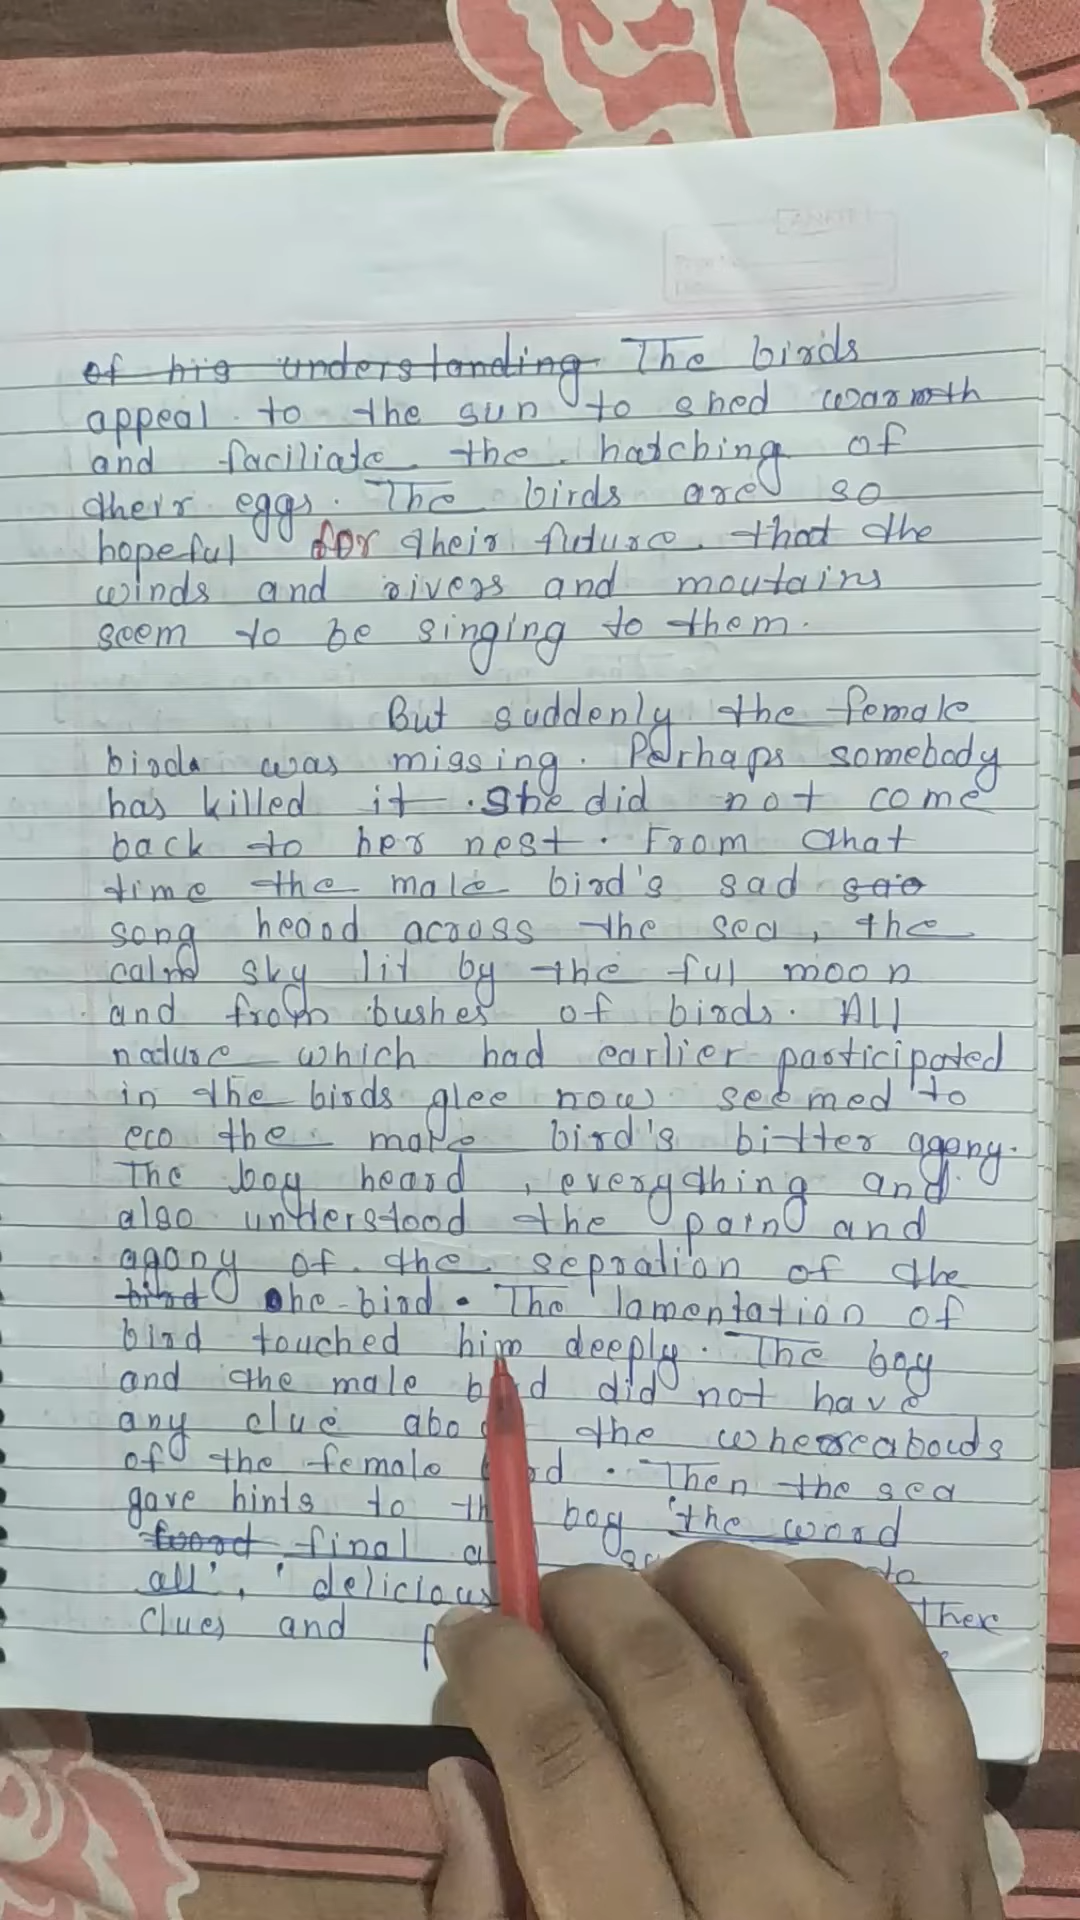 of his understanding The birds
appeal to the sun to shed warmth
and faciliate the hatching of
their eggs. The birds are so
hopeful for their future that the
winds and rivers and moutains
seem to be singing to them.
But suddenly the female
birda was missing. Perhaps somebody
has killed it. She did not come
back to her nest. From that
time the male bird's sad sao
song heaod across the sea, the
calm sky lit by the ful moon
and from bushes of birds. All
nature which had earlier participated
in the birds glee now seemed to
eco the male bird's bitter agony.
The boy heard, everything and
also understood the pain and
agony of the sepration of the
bird she-bird. The lamentation of
bird touched him deeply. The boy
and the male did not have
any clue the whereabouts
of the female. Then the sea
gave hints to boy 'the word
word final
all', 'delicious
Clues and